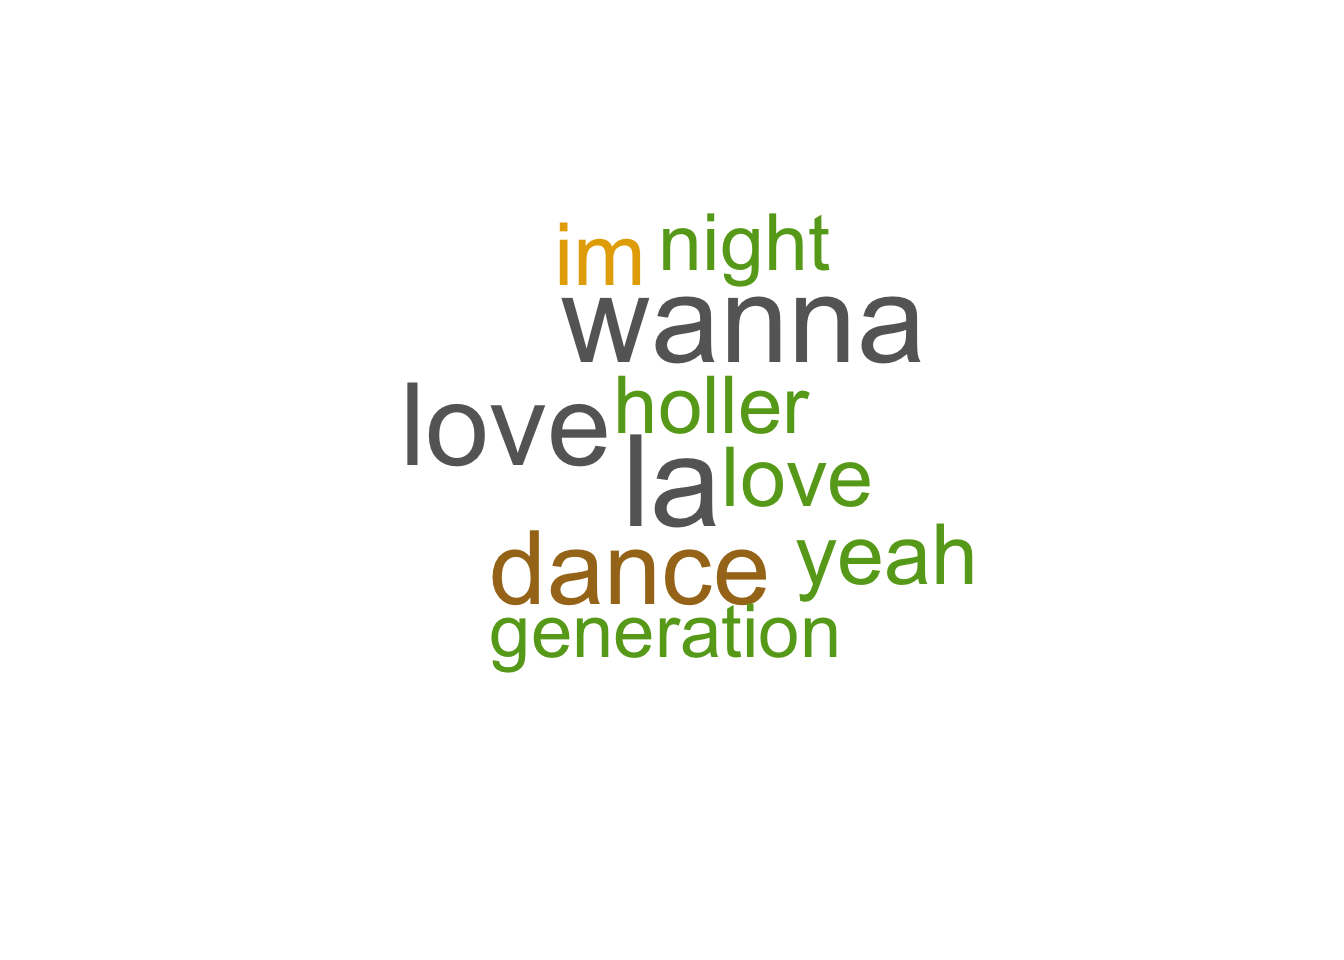 im night
wanna
love holler
la love
dance yeah
generation